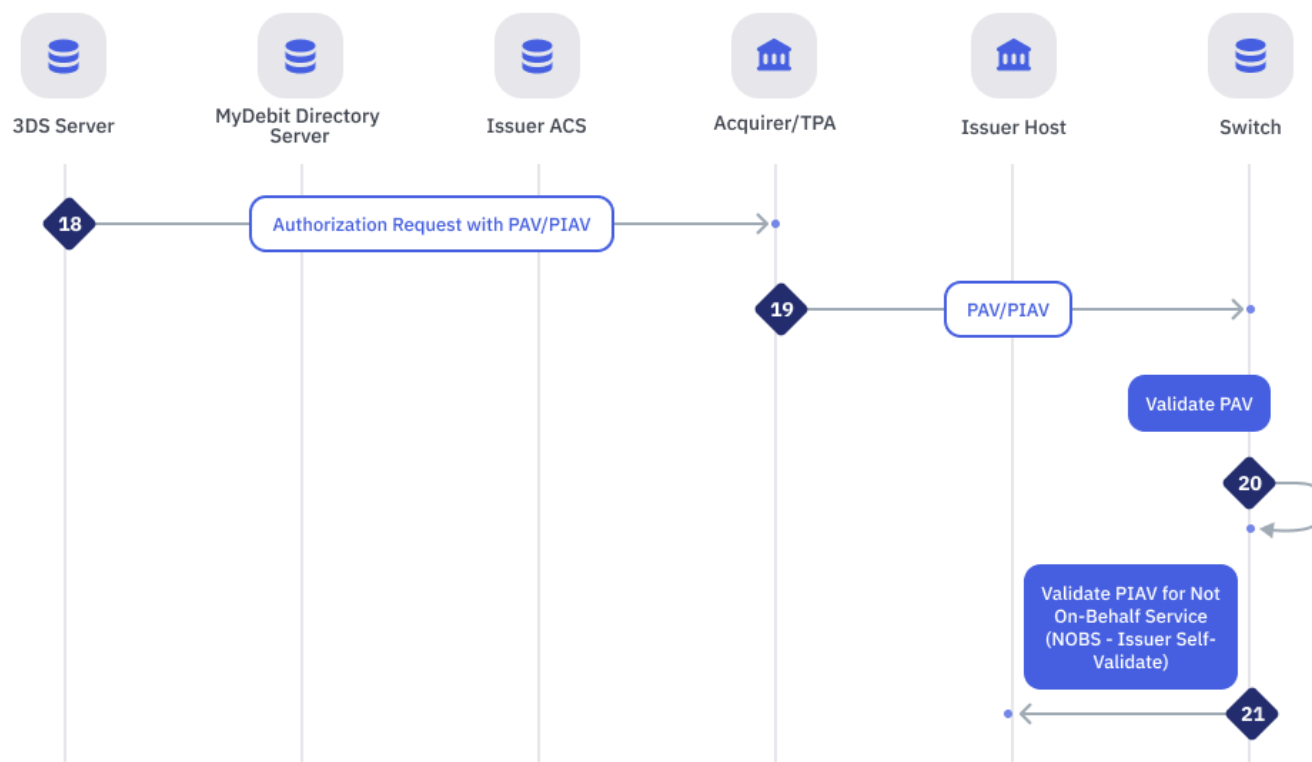 3DS Server
MyDebit Directory
Server
Issuer ACS
Acquirer/TPA
Issuer Host
Switch
18
Authorization Request with PAV/PIAV
19
PAV/PIAV
Validate PAV
20
Validate PIAV for Not
On-Behalf Service
(NOBS - Issuer Self-
Validate)
21